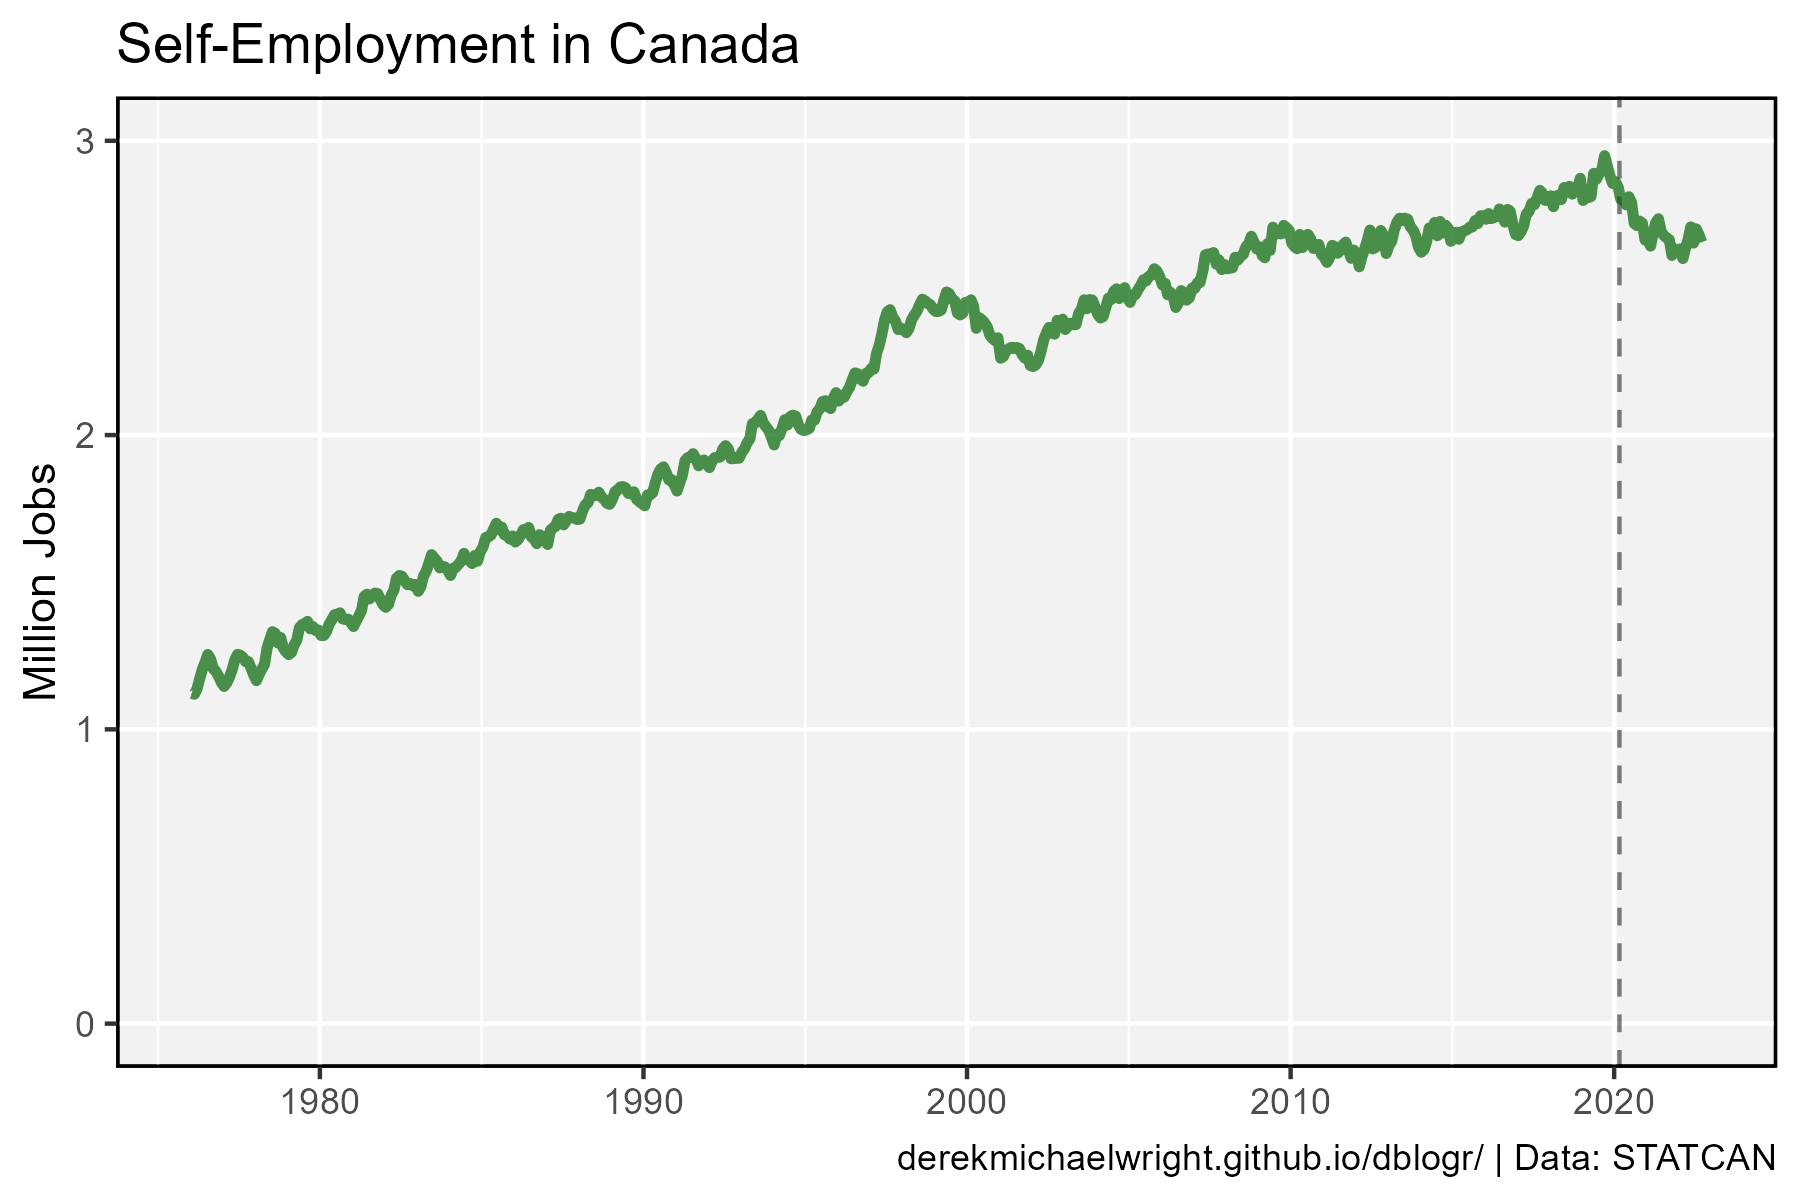 Self-Employment in Canada
Million Jobs
3
2
1
0
1980 1990 2000 2010 2020
derekmichaelwright.github.io/dblogr/ | Data: STATCAN